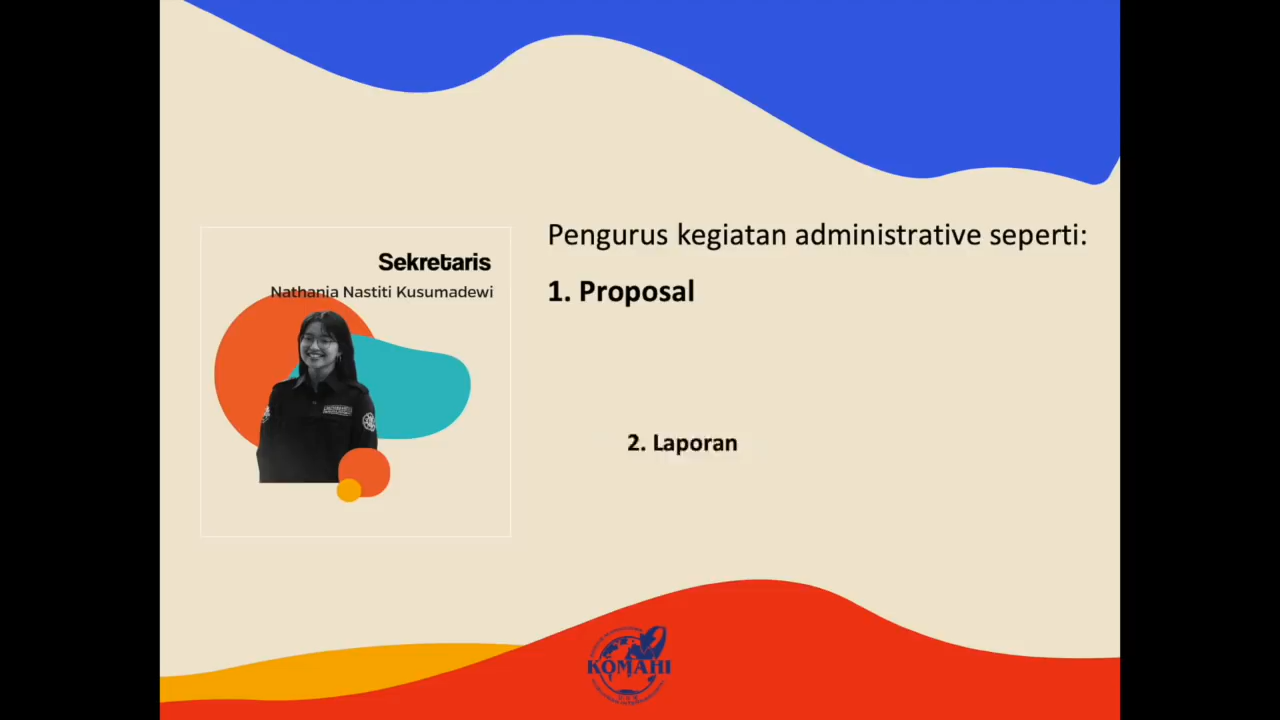 Sekretaris
Nathania Nastiti Kusumadewi
Pengurus kegiatan administrative seperti:
1. Proposal
2. Laporan
KOMAHI